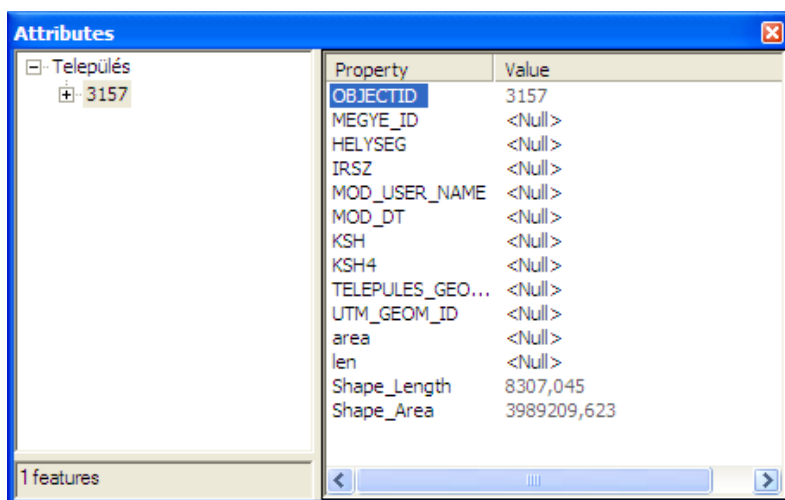 Attributes
Település
3157
1 features
Property Value
OBJECTID 3157
MEGYE_ID <Null>
HELYSEG <Null>
IRSZ <Null>
MOD_USER_NAME <Null>
MOD_DT <Null>
KSH <Null>
KSH4 <Null>
TELEPULES_GEO... <Null>
UTM_GEOM_ID <Null>
area <Null>
len <Null>
Shape_Length 8307,045
Shape_Area 3989209,623